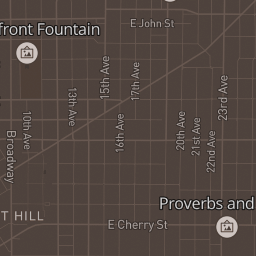 E John St
front Fountain
15th Ave
17th Ave
13th Ave
10th Ave
16th Ave
20th Ave
21st Ave
22nd Ave
23rd Ave
Broadway
Proverbs and
T HILL
E Cherry St